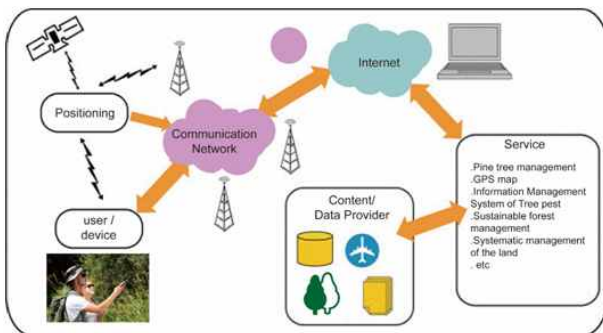 Positioning
Communication
Network
Internet
user /
device
Content/
Data Provider
Service
.Pine tree management
.GPS map
.Information Management
System of Tree pest
.Sustainable forest
management
.Systematic management
of the land
. etc